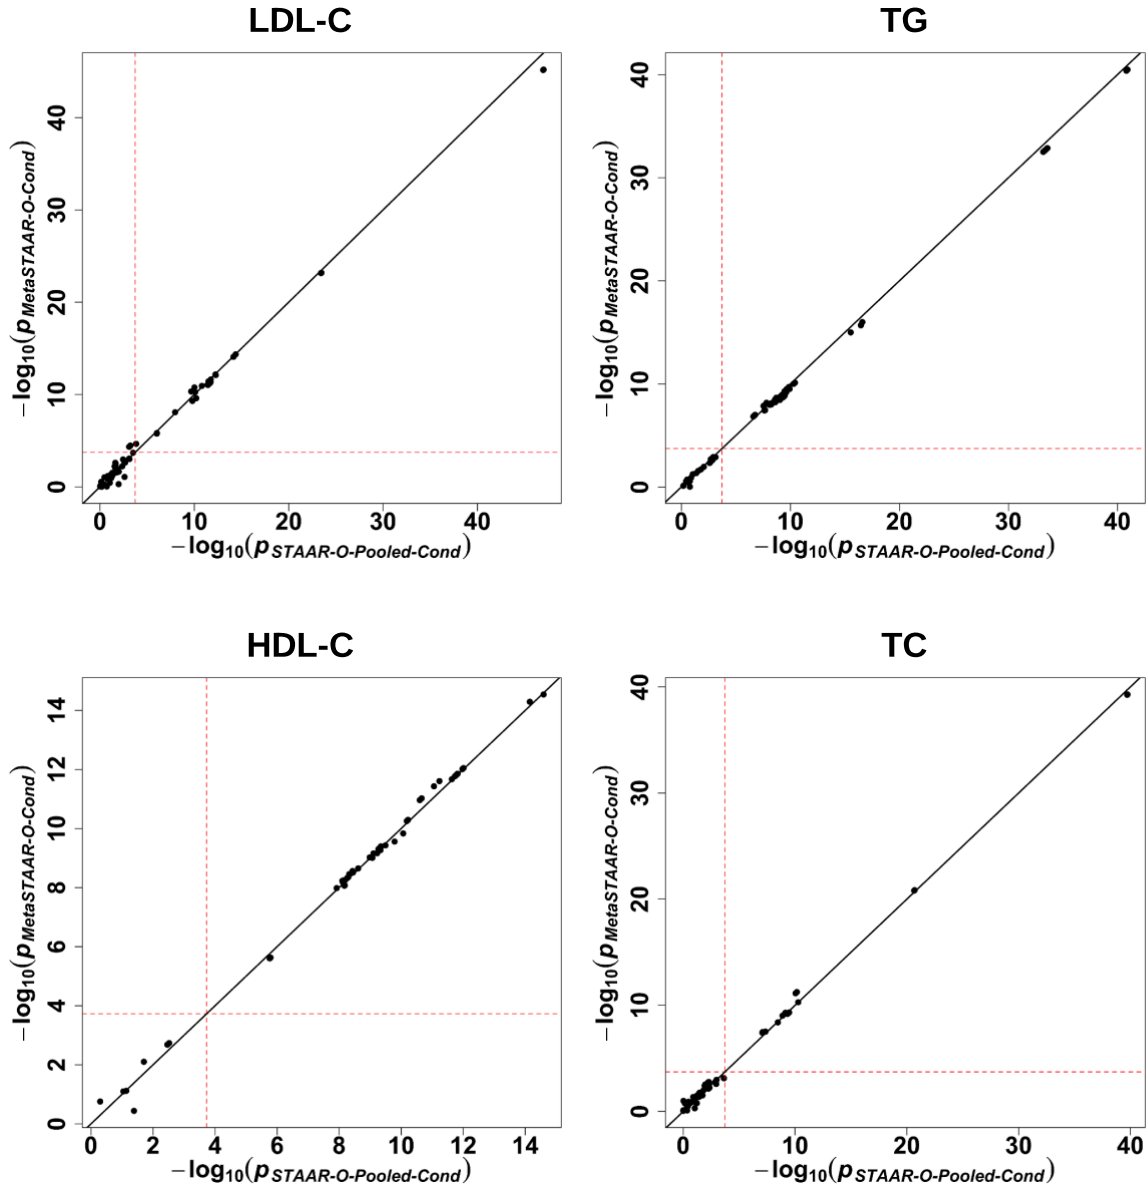 LDL-C
TG
40
30
20
10
0
−log10(pMetaSTAAR-O-Cond)
0 10 20 30 40
−log10(pSTAAR-O-Pooled-Cond)
40
30
20
10
0
−log10(pMetaSTAAR-O-Cond)
0 10 20 30 40
−log10(pSTAAR-O-Pooled-Cond)
HDL-C
TC
14
12
10
8
6
4
2
0
−log10(pMetaSTAAR-O-Cond)
0 2 4 6 8 10 12 14
−log10(pSTAAR-O-Pooled-Cond)
40
30
20
10
0
−log10(pMetaSTAAR-O-Cond)
0 10 20 30 40
−log10(pSTAAR-O-Pooled-Cond)